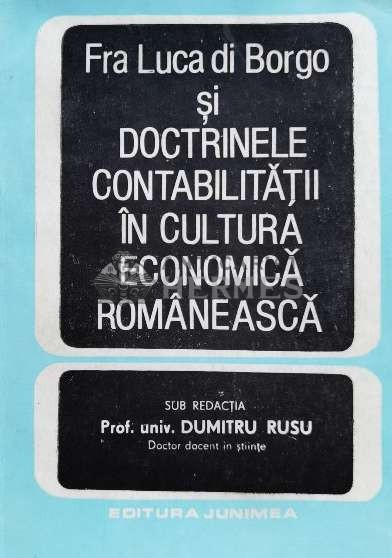 Fra Luca di Borgo
și
DOCTRINELE
CONTABILITĂȚII
ÎN CULTURA
ECONOMICĂ
ROMÂNEASCĂ
HERMES
SUB REDACȚIA
Prof. univ. DUMITRU RUSU
Doctor docent în științe
EDITURA JUNIMEA